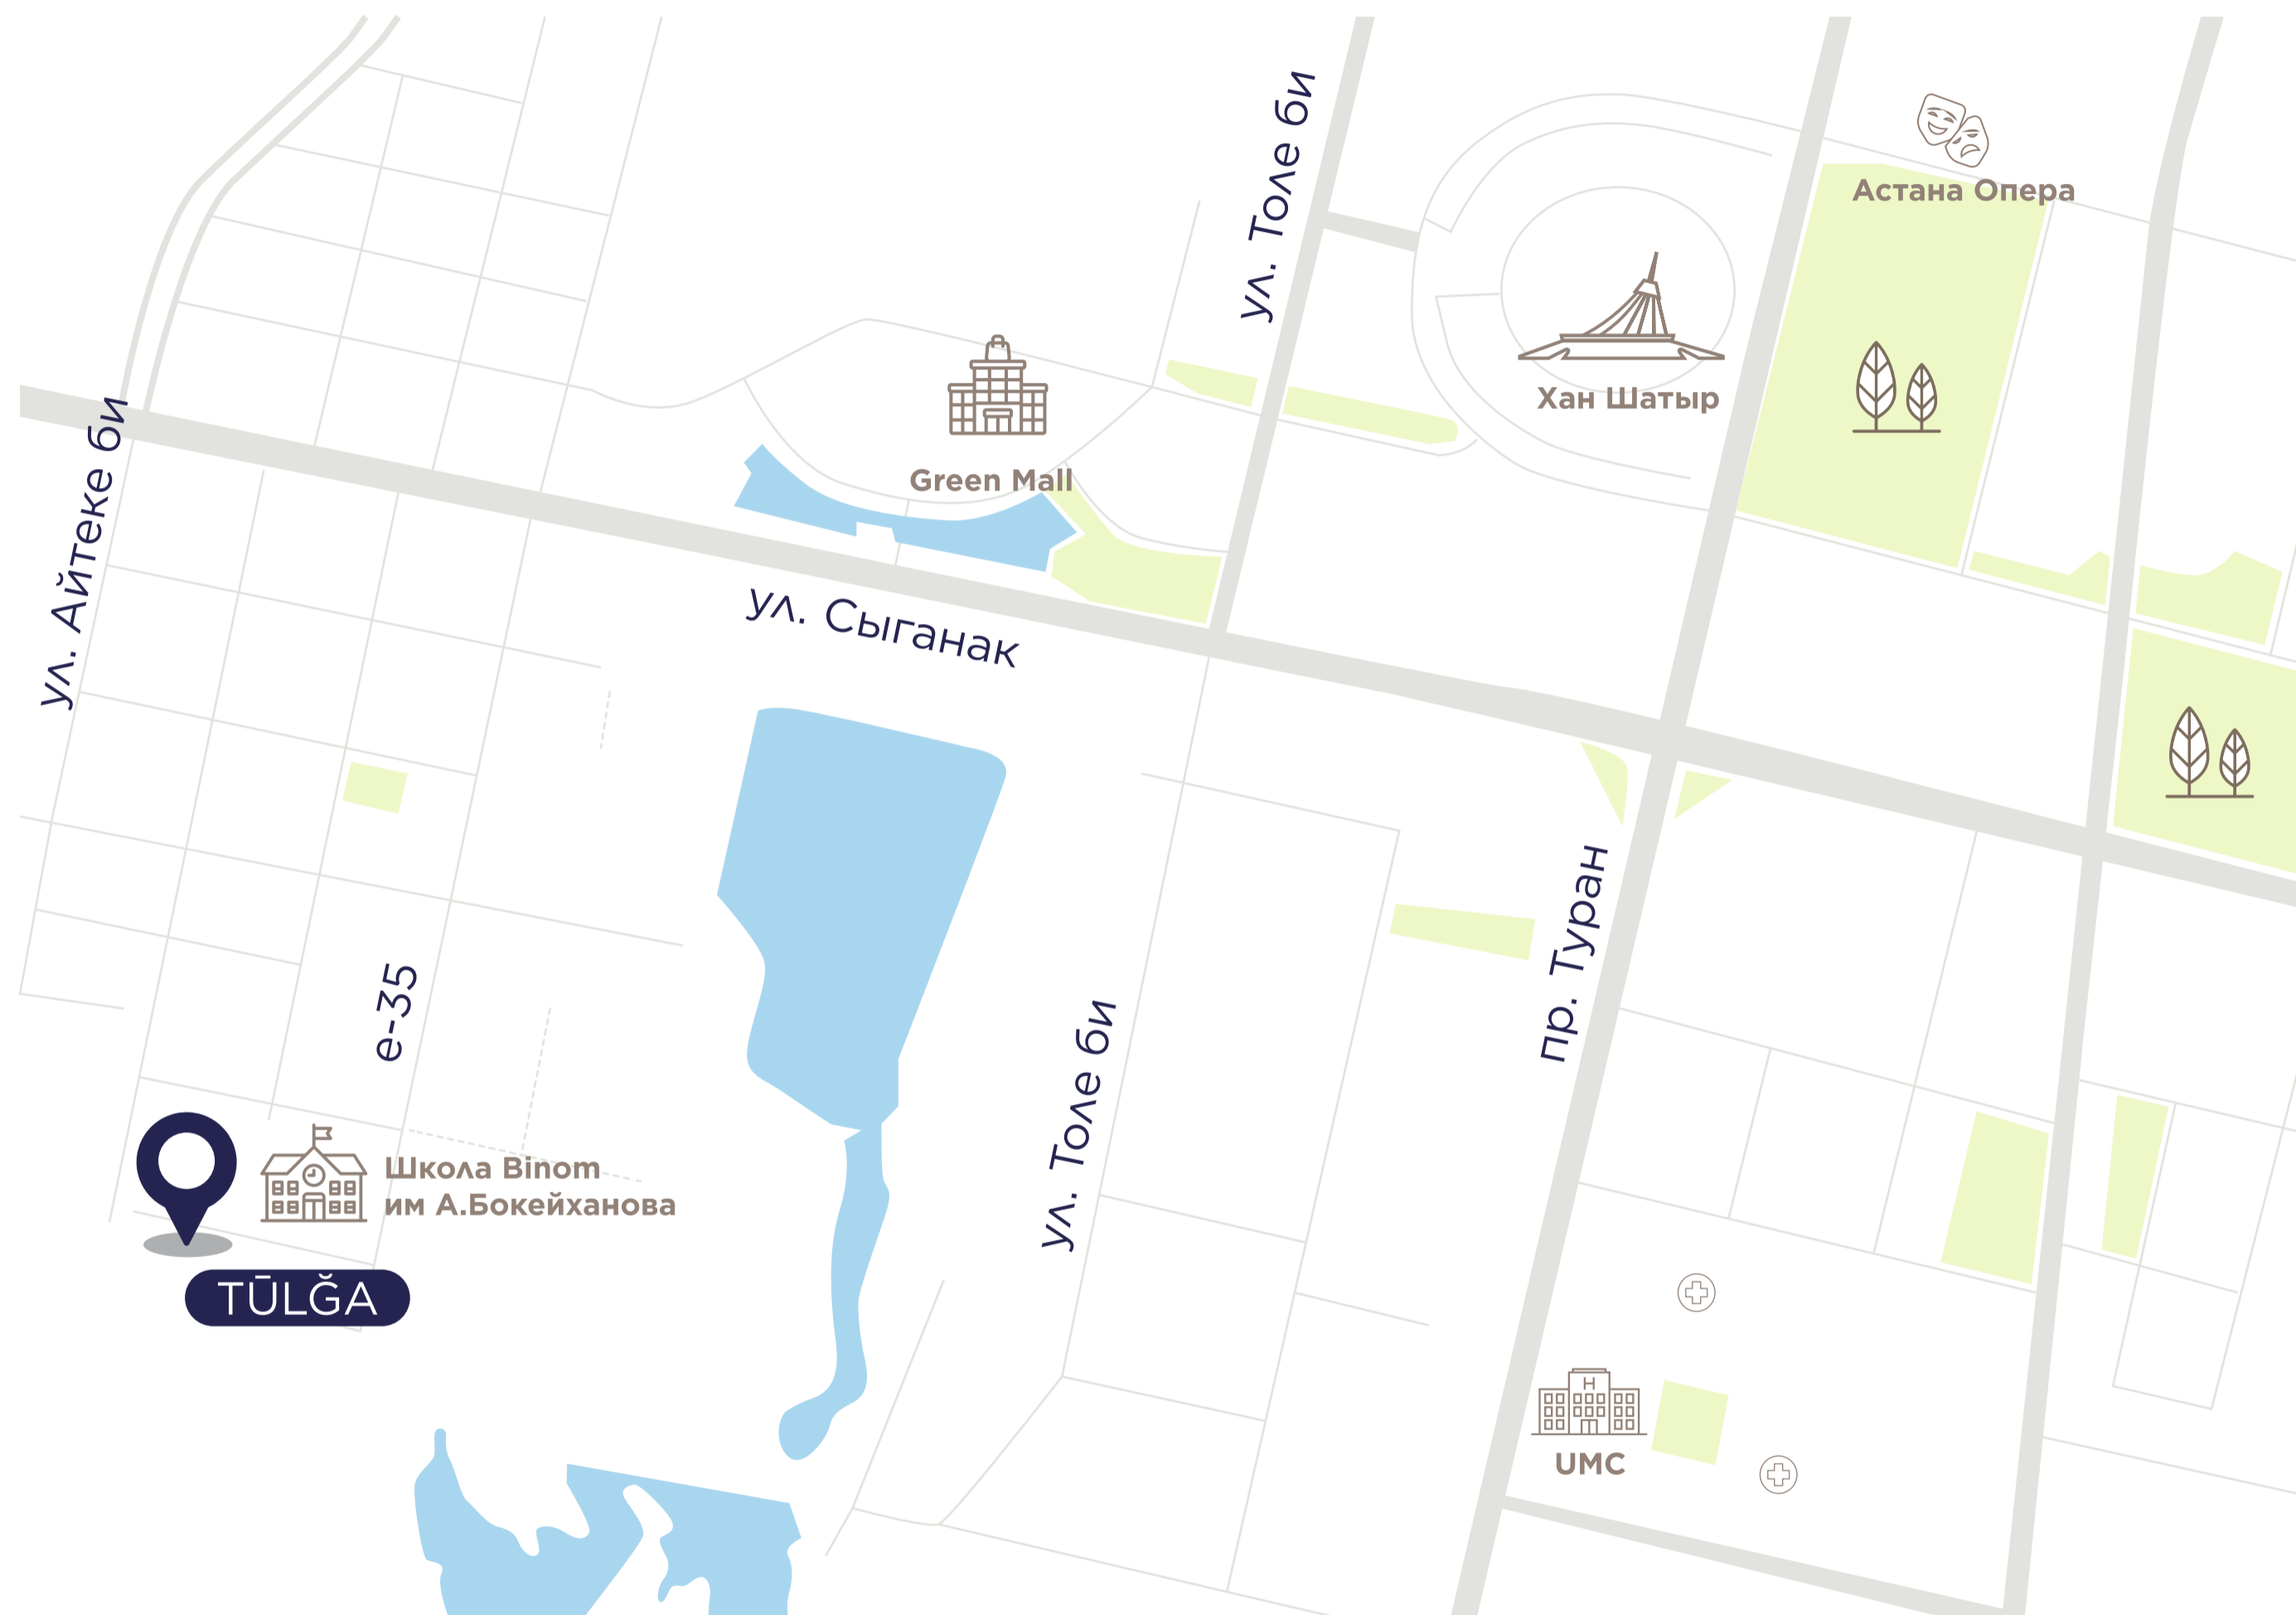 ул. Толе би
Астана Опера
Хан Шатыр
Green Mall
ул. Айтеке би
ул. Сыганак
пр. Туран
е-35
ул. Толе би
Школа Binom
им А.Бокейханова
TŪLĞA
H
UMC